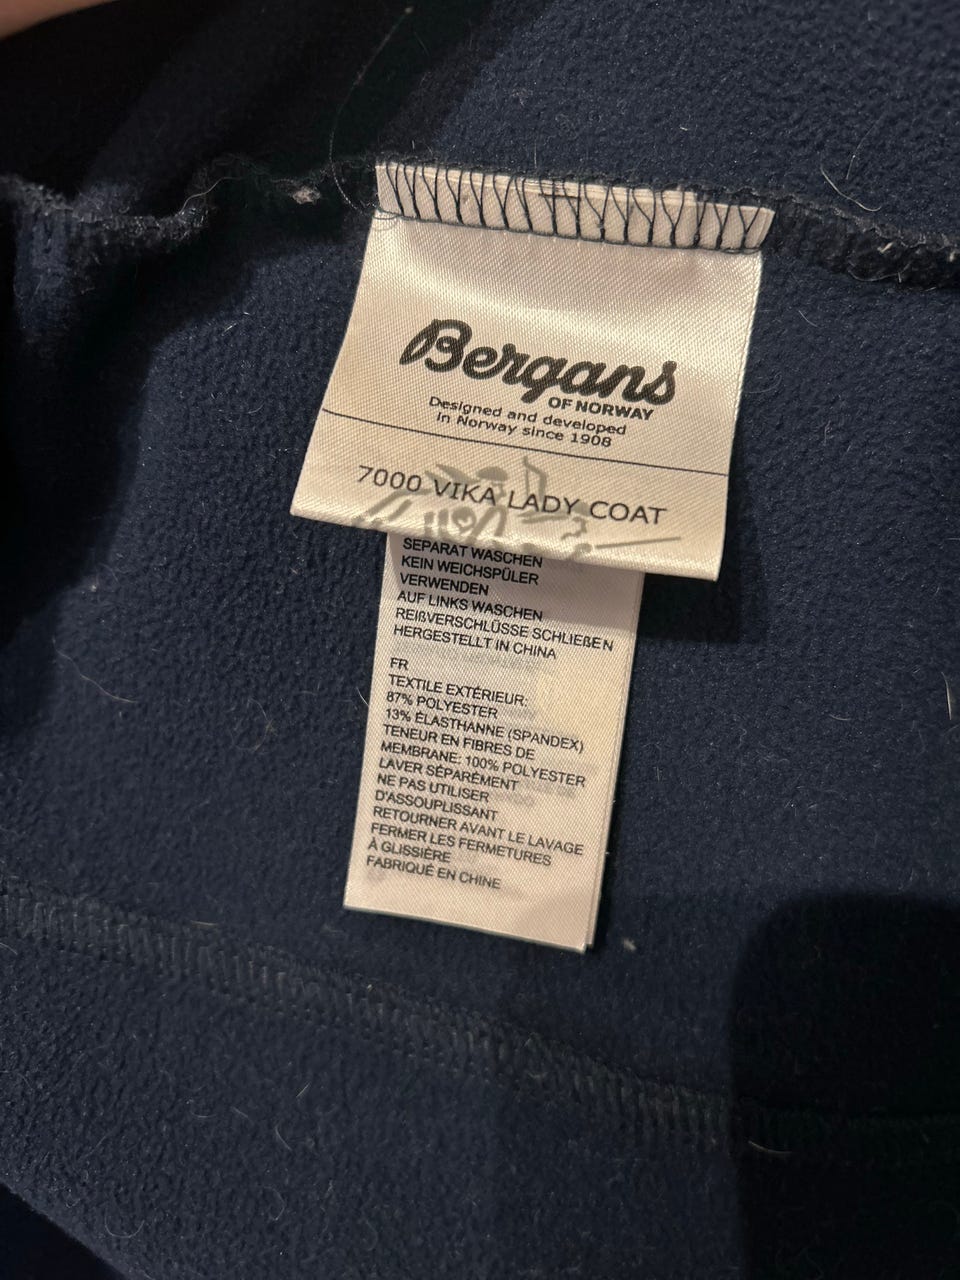 Bergans
OF NORWAY
Designed and developed
in Norway since 1908
7000 VIKA LADY COAT
SEPARAT WASCHEN
KEIN WEICHSPÜLER
VERWENDEN
AUF LINKS WASCHEN
REIßVERSCHLÜSSE SCHLIEßEN
HERGESTELLT IN CHINA
FR
TEXTILE EXTÉRIEUR:
87% POLYESTER
13% ÉLASTHANNE (SPANDEX)
TENEUR EN FIBRES DE
MEMBRANE: 100% POLYESTER
LAVER SÉPARÉMENT
NE PAS UTILISER
D'ASSOUPLISSANT
RETOURNER AVANT LE LAVAGE
FERMER LES FERMETURES
À GLISSIÈRE
FABRIQUÉ EN CHINE